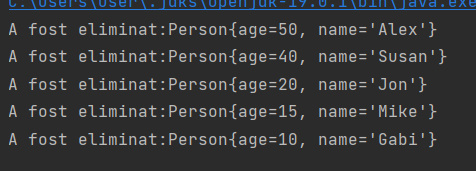 C:\Users\User\.jdks\openjdk-19.0.1\bin\java.exe
A fost eliminat:Person{age=50, name='Alex'}
A fost eliminat:Person{age=40, name='Susan'}
A fost eliminat:Person{age=20, name='Jon'}
A fost eliminat:Person{age=15, name='Mike'}
A fost eliminat:Person{age=10, name='Gabi'}